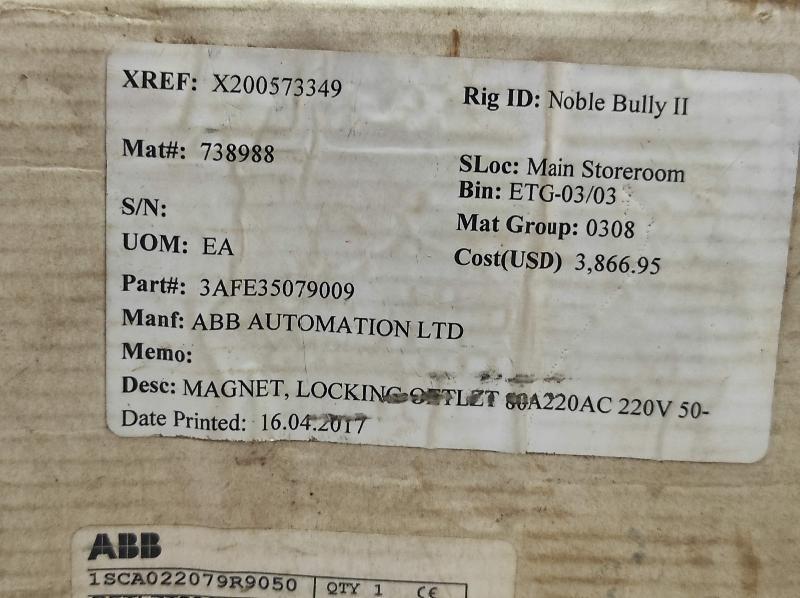 XREF: X200573349
Rig ID: Noble Bully II
Mat#: 738988
SLoc: Main Storeroom
Bin: ETG-03/03
S/N:
Mat Group: 0308
UOM: EA
Cost(USD) 3,866.95
Part#: 3AFE35079009
Manf: ABB AUTOMATION LTD
Memo:
Desc: MAGNET, LOCKING 220V 50-
Date Printed: 16.04.2017
ABB
1SCA022079R9050 QTY 1 CE